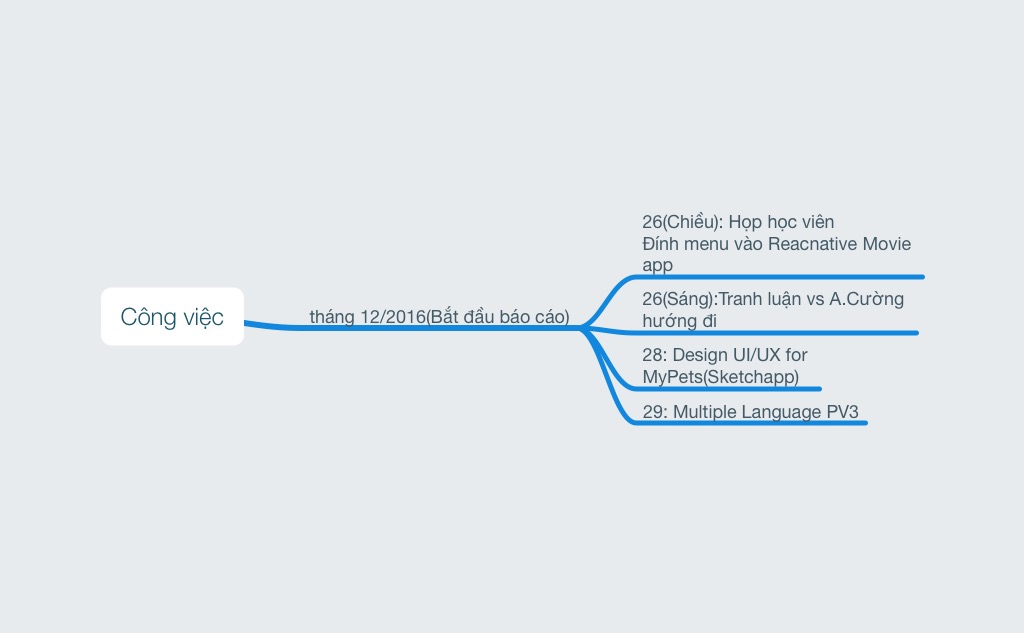 Công việc
tháng 12/2016(Bắt đầu báo cáo)
26(Chiều): Họp học viên
Đính menu vào Reacnative Movie
app
26(Sáng):Tranh luận vs A.Cường
hướng đi
28: Design UI/UX for
MyPets(Sketchapp)
29: Multiple Language PV3